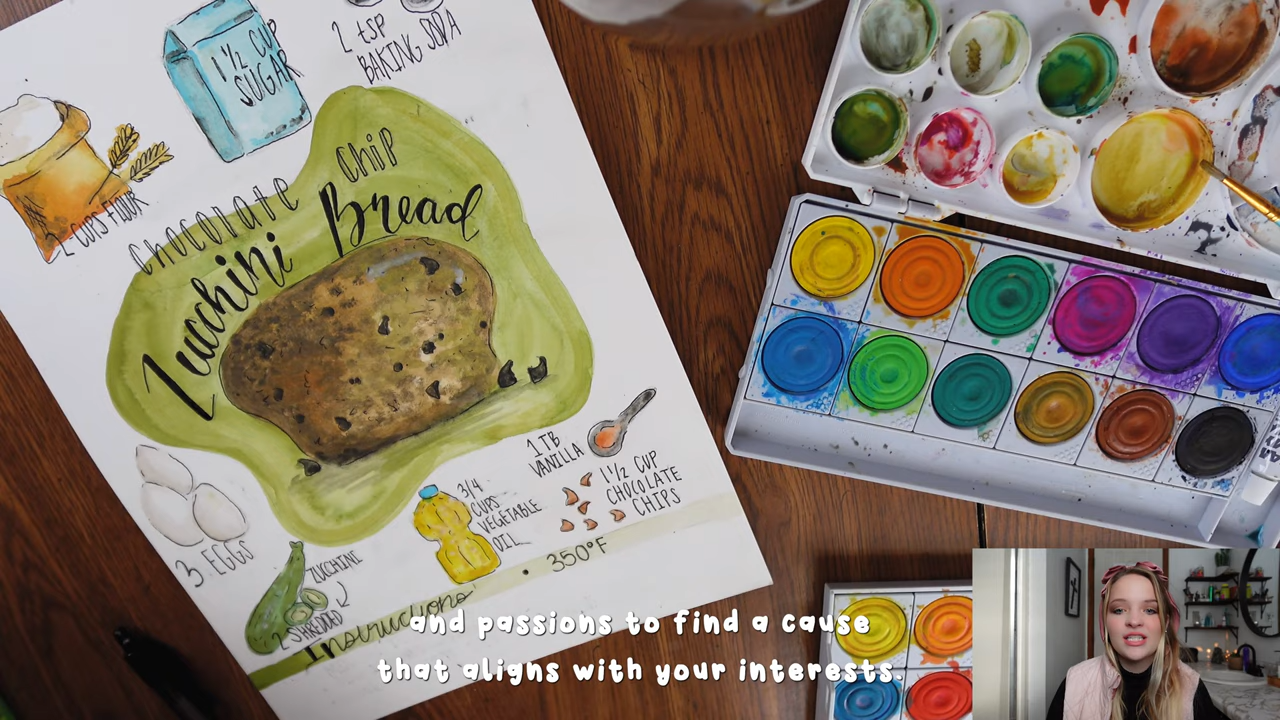 1½ CUP
SUGAR
2 tSP
BAKING SODA
2 CUPS FLOUR
chocolate chip
Zucchini Bread
1 TB
VANILLA
1½ CUP
CHOCOLATE
CHIPS
3/4
CUPS
VEGETABLE
OIL
3 EGGS
ZUCCHINI
2 SHREDDED
• 350°F
Instructions
and passions to find a cause
that aligns with your interests.